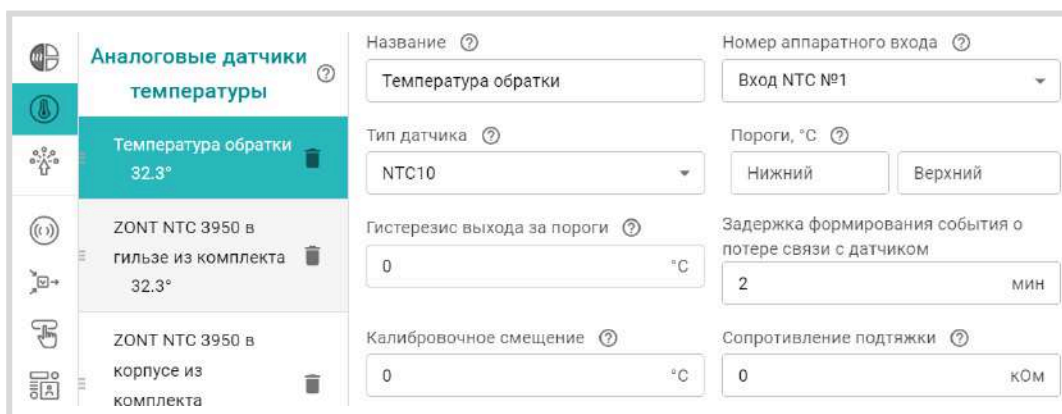 Аналоговые датчики
температуры
Температура обратки
32.3°
ZONT NTC 3950 в
гильзе из комплекта
32.3°
ZONT NTC 3950 в
корпусе из
комплекта
Название
Температура обратки
Номер аппаратного входа
Вход NTC №1
Тип датчика
NTC10
Пороги, °C
Нижний
Верхний
Гистерезис выхода за пороги
0 °C
Задержка формирования события о
потере связи с датчиком
2 мин
Калибровочное смещение
0 °C
Сопротивление подтяжки
0 кОм